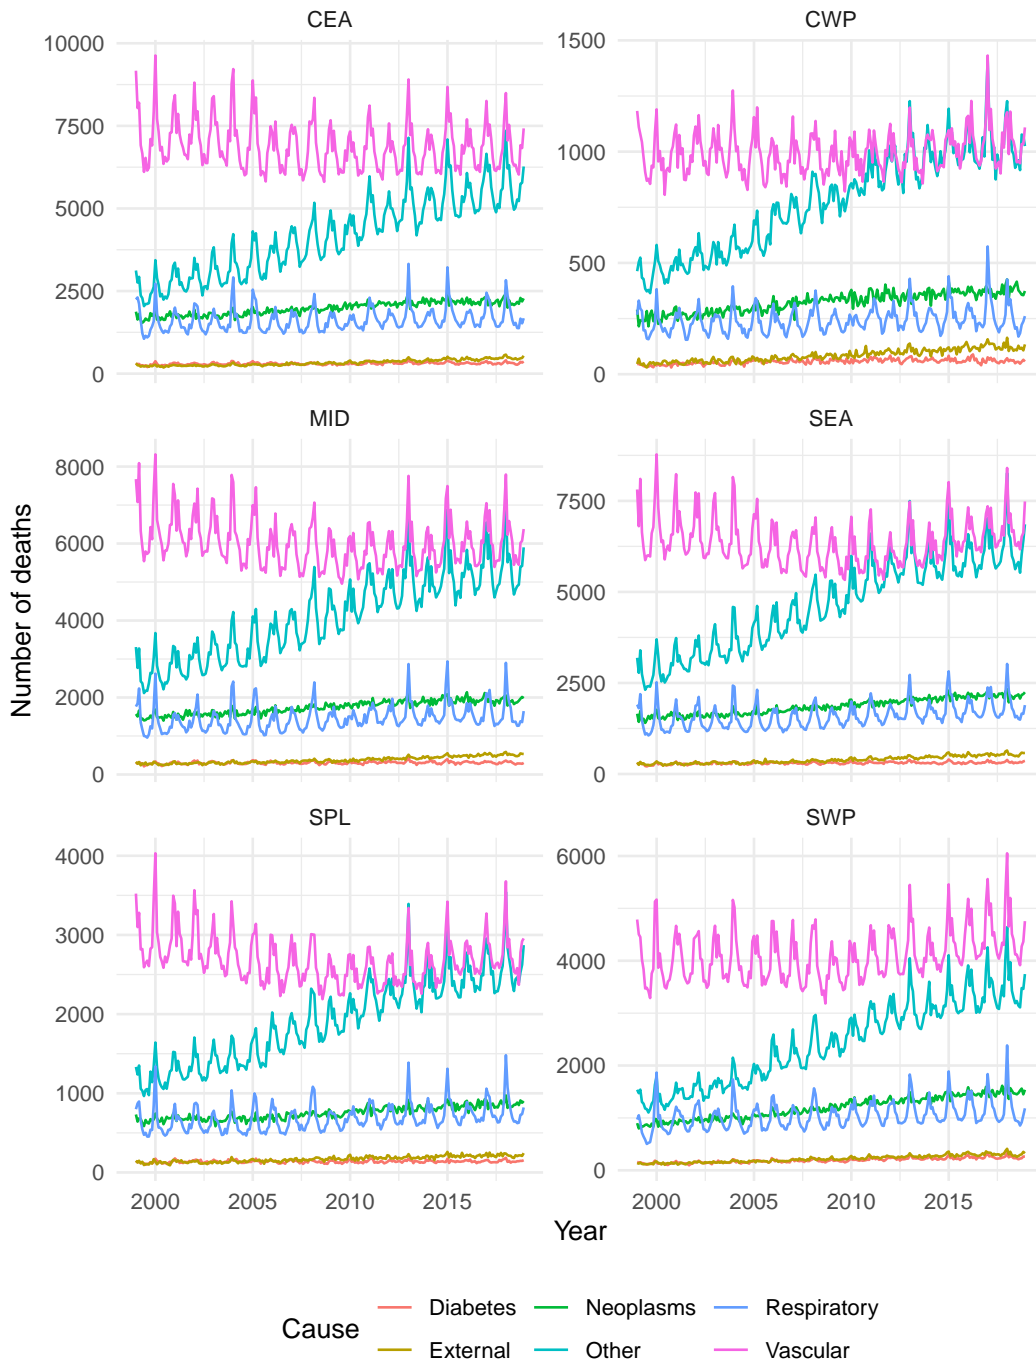 CEA
CWP
10000
7500
5000
2500
0
1500
1000
500
0
MID
SEA
8000
6000
4000
2000
0
7500
5000
2500
0
Number of deaths
SPL
SWP
4000
3000
2000
1000
0
6000
4000
2000
0
2000 2005 2010 2015
2000 2005 2010 2015
Year
Cause
Diabetes Neoplasms Respiratory
External Other Vascular